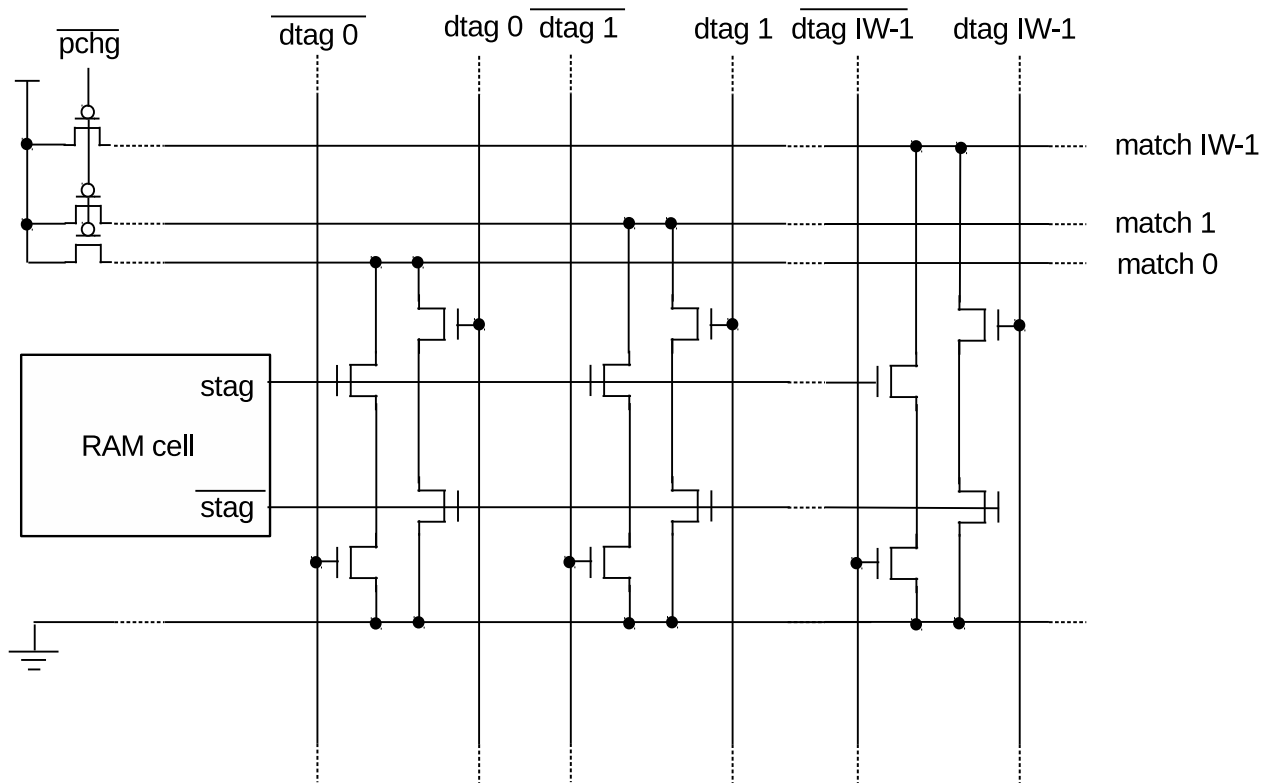 pchg
dtag 0
dtag 0
dtag 1
dtag 1
dtag IW-1
dtag IW-1
match IW-1
match 1
match 0
stag
RAM cell
stag